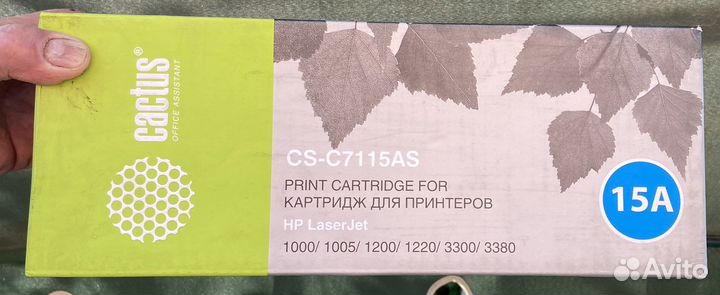 cactus®
OFFICE ASSISTANT
CS-C7115AS
PRINT CARTRIDGE FOR
КАРТРИДЖ ДЛЯ ПРИНТЕРОВ
HP LaserJet
1000/ 1005/ 1200/ 1220/ 3300/ 3380
15A
Avito